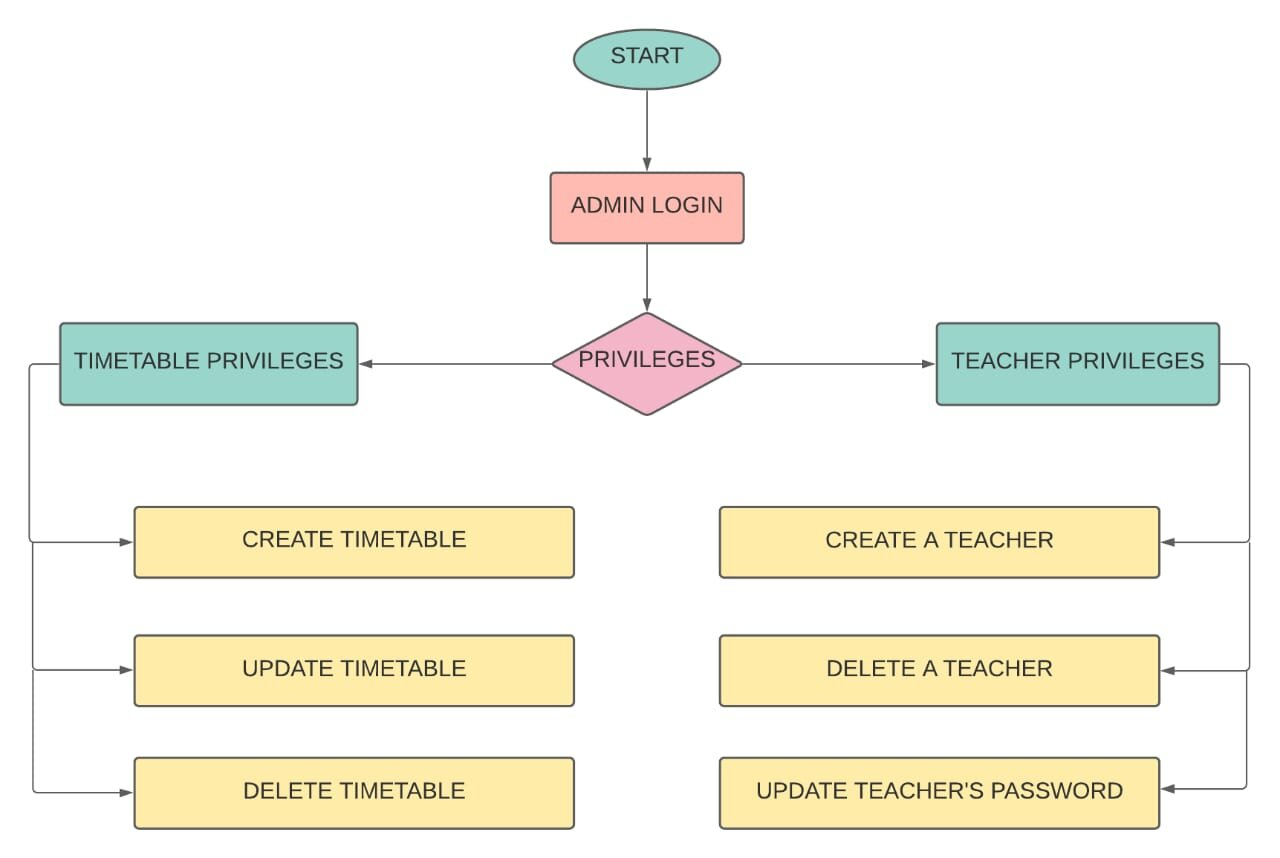 START
ADMIN LOGIN
PRIVILEGES
TIMETABLE PRIVILEGES
TEACHER PRIVILEGES
CREATE TIMETABLE
UPDATE TIMETABLE
DELETE TIMETABLE
CREATE A TEACHER
DELETE A TEACHER
UPDATE TEACHER'S PASSWORD